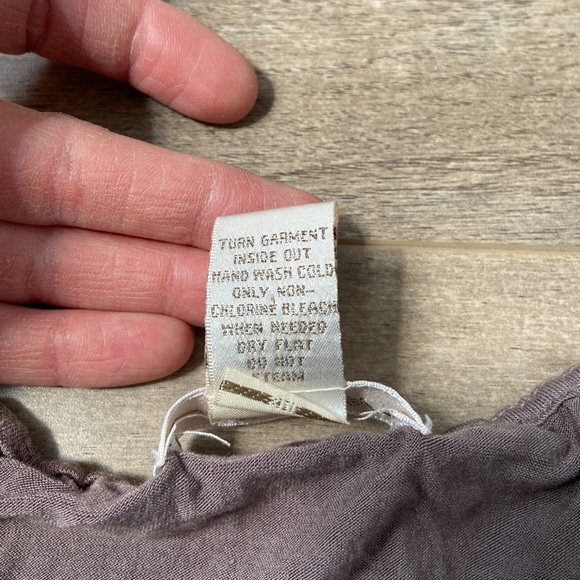 TURN GARMENT
INSIDE OUT
HAND WASH COLD
ONLY, NON-
CHLORINE BLEACH
WHEN NEEDED
DRY FLAT
DO NOT
STEAM